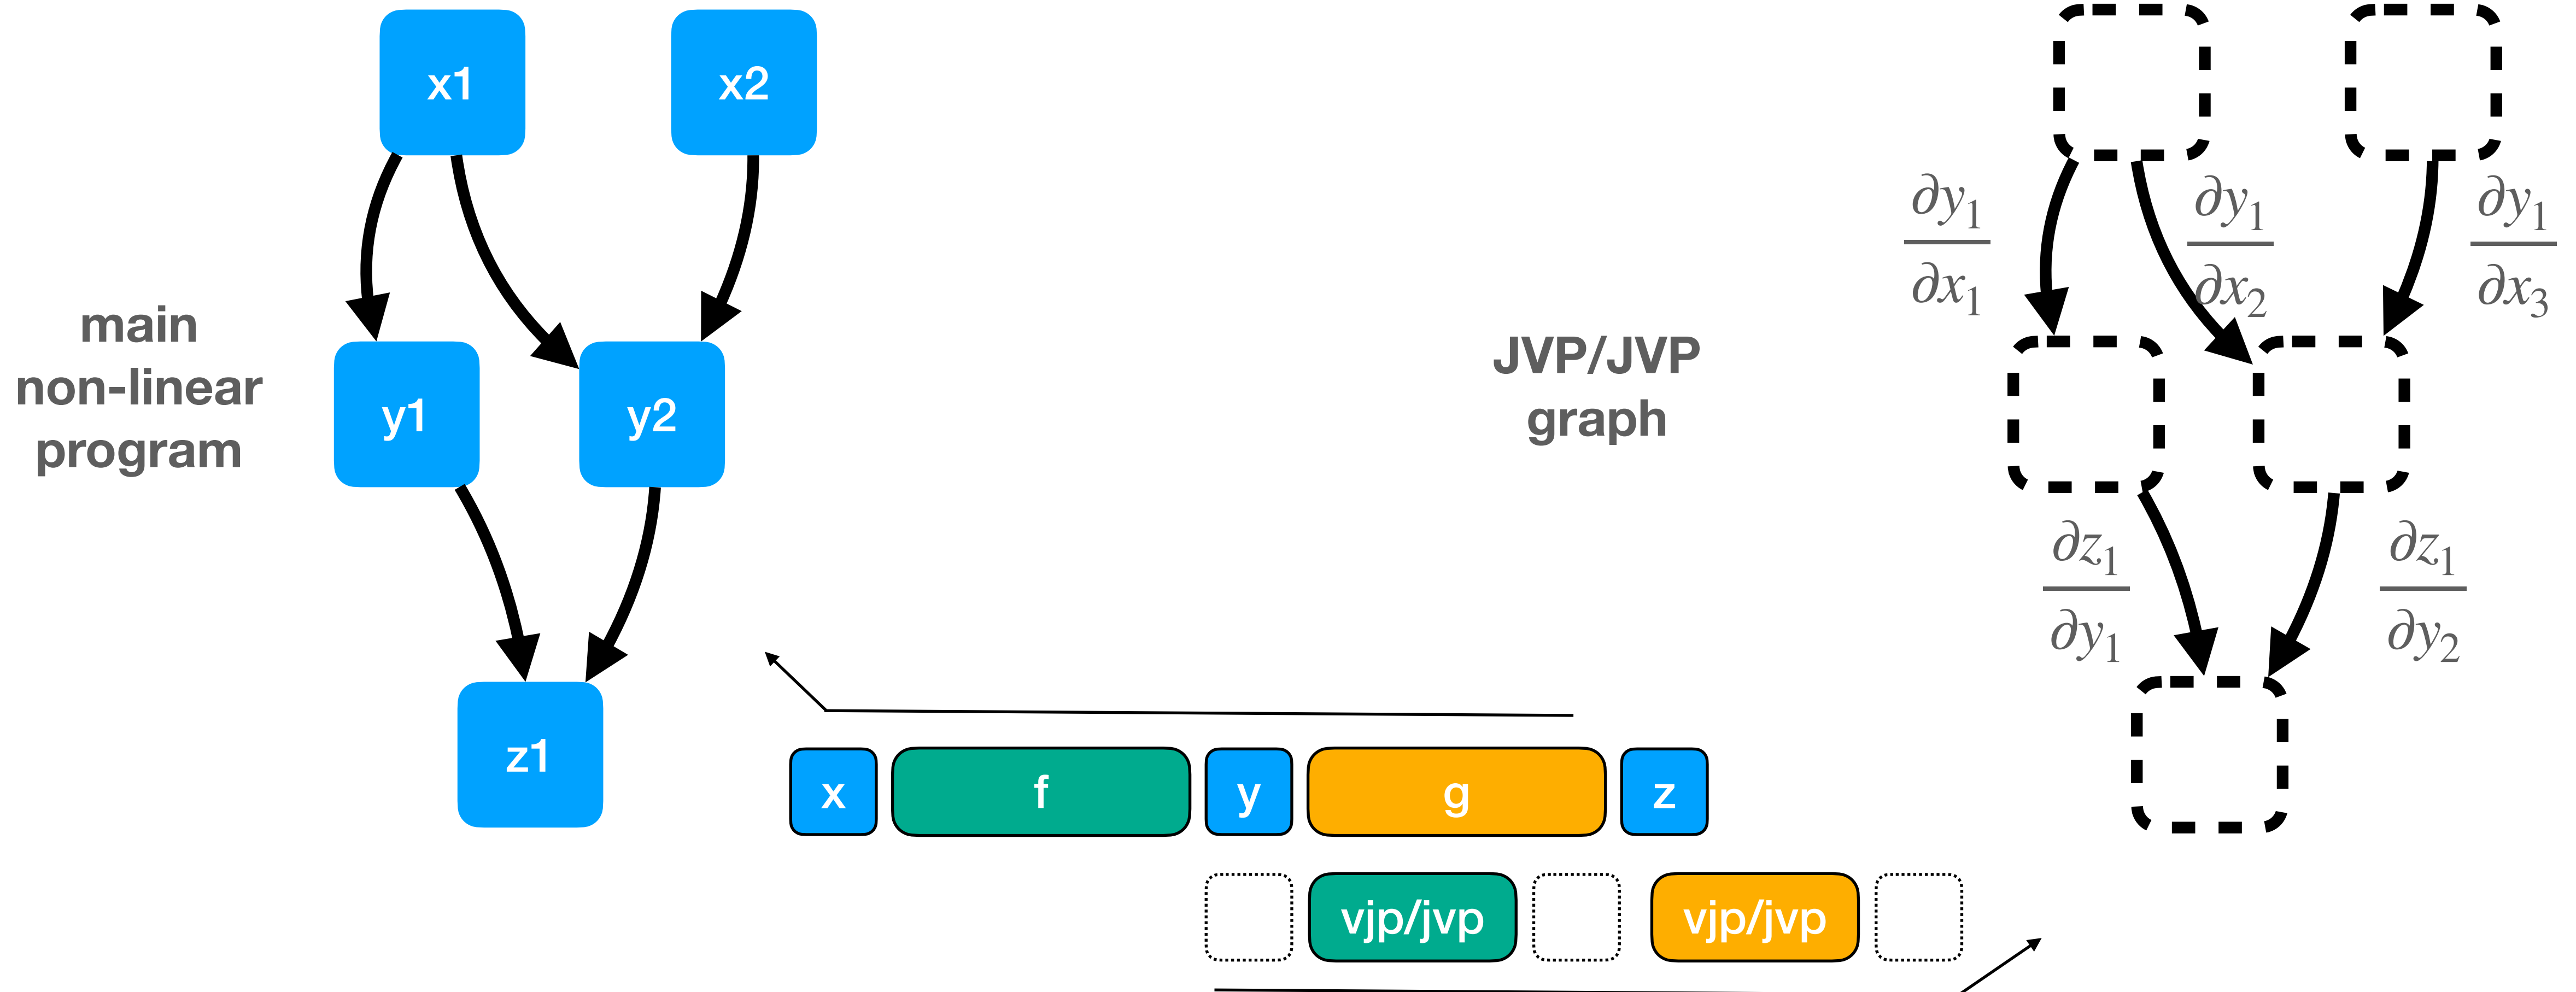 x1
x2
main
non-linear
program
y1
y2
z1
JVP/JVP
graph
∂y₁
∂x₁
∂y₁
∂x₂
∂y₁
∂x₃
∂z₁
∂y₁
∂z₁
∂y₂
x f y g z
vjp/jvp vjp/jvp